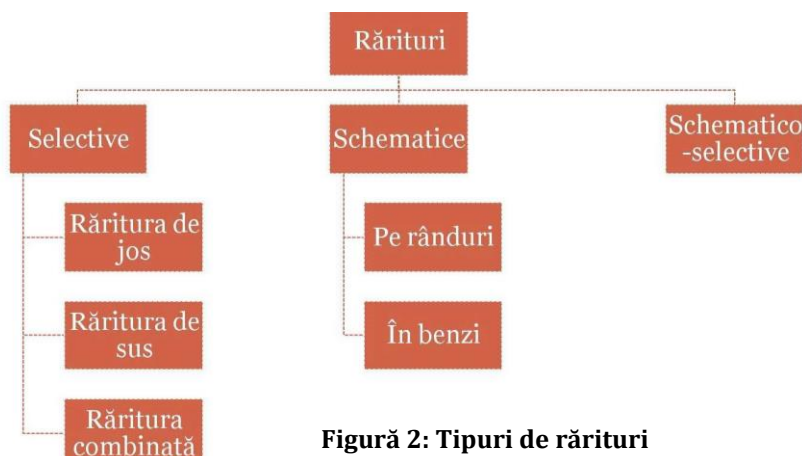 Rărituri
Selective
Schematice
Schematico
-selective
Răritura de
jos
Pe rânduri
Răritura de
sus
În benzi
Răritura
combinată
Figură 2: Tipuri de rărituri